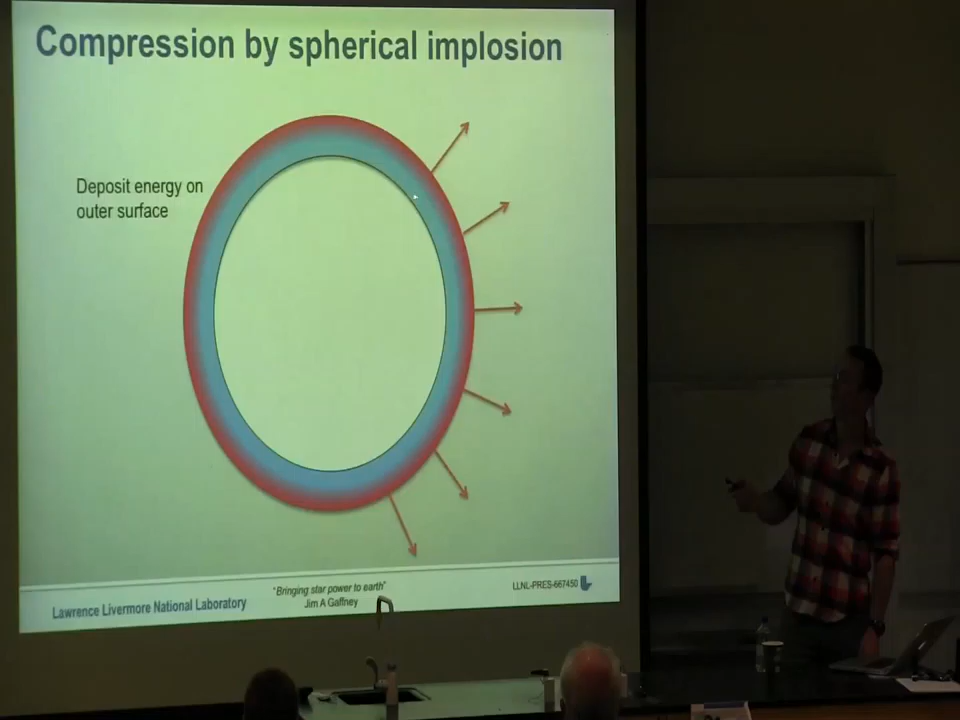 Compression by spherical implosion
Deposit energy on
outer surface
Lawrence Livermore National Laboratory
"Bringing star power to earth"
Jim A Gaffney
LLNL-PRES-667450